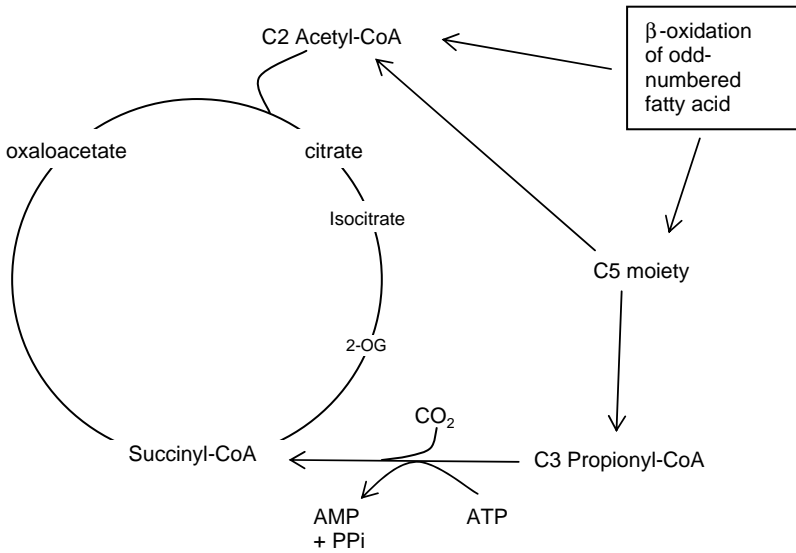 C2 Acetyl-CoA
β-oxidation
of odd-
numbered
fatty acid
oxaloacetate
citrate
Isocitrate
C5 moiety
2-OG
CO₂
Succinyl-CoA
C3 Propionyl-CoA
AMP
+ PPi
ATP